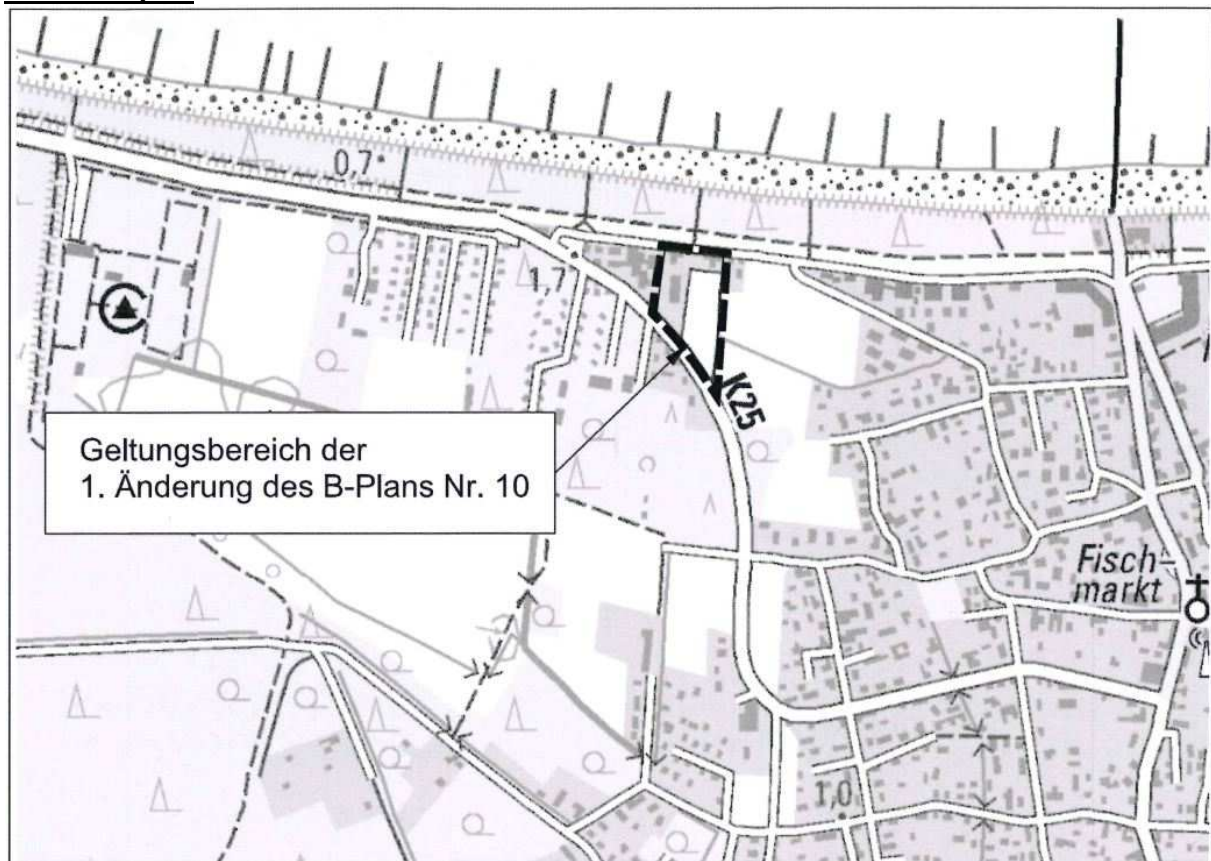 0,7
1,7
K25
Geltungsbereich der
1. Änderung des B-Plans Nr. 10
Fisch-
markt
1,0